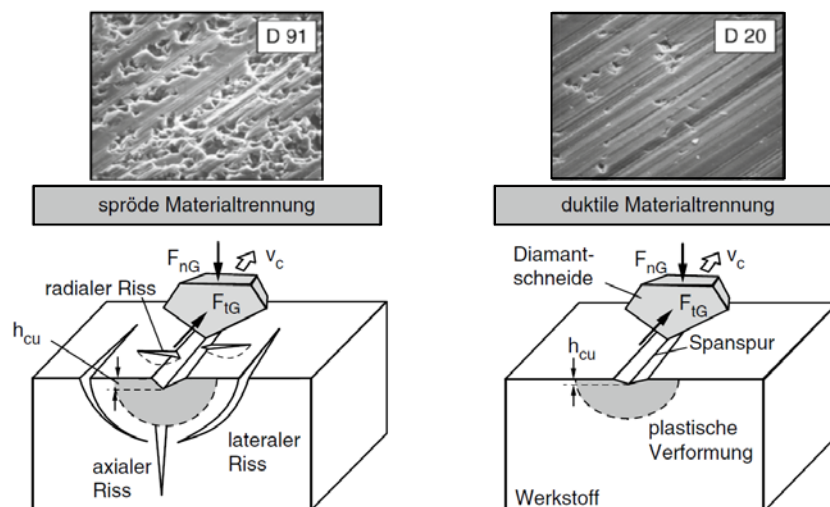 D 91
spröde Materialtrennung
F_nG
v_c
radialer Riss
F_tG
h_cu
lateraler
Riss
axialer
Riss
D 20
duktile Materialtrennung
Diamant-
schneide
F_nG
v_c
F_tG
h_cu
Spanspur
plastische
Verformung
Werkstoff